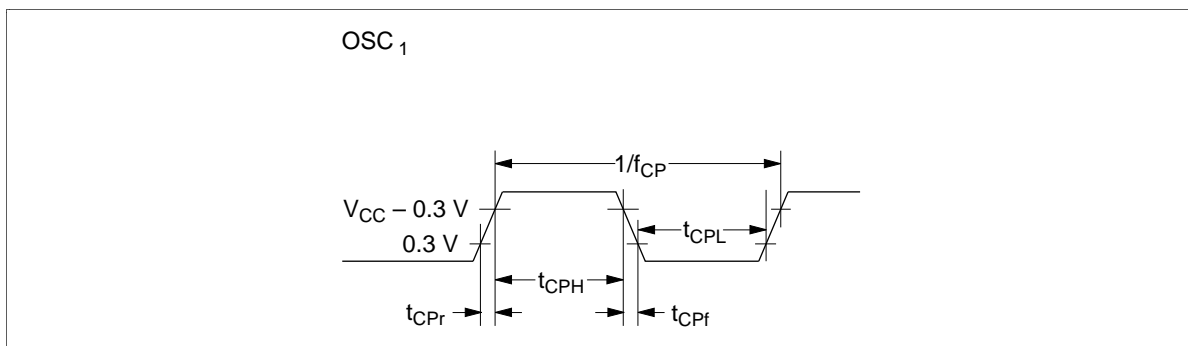 OSC1
1/fCP
VCC – 0.3 V
0.3 V
tCPL
tCPH
tCPr
tCPf